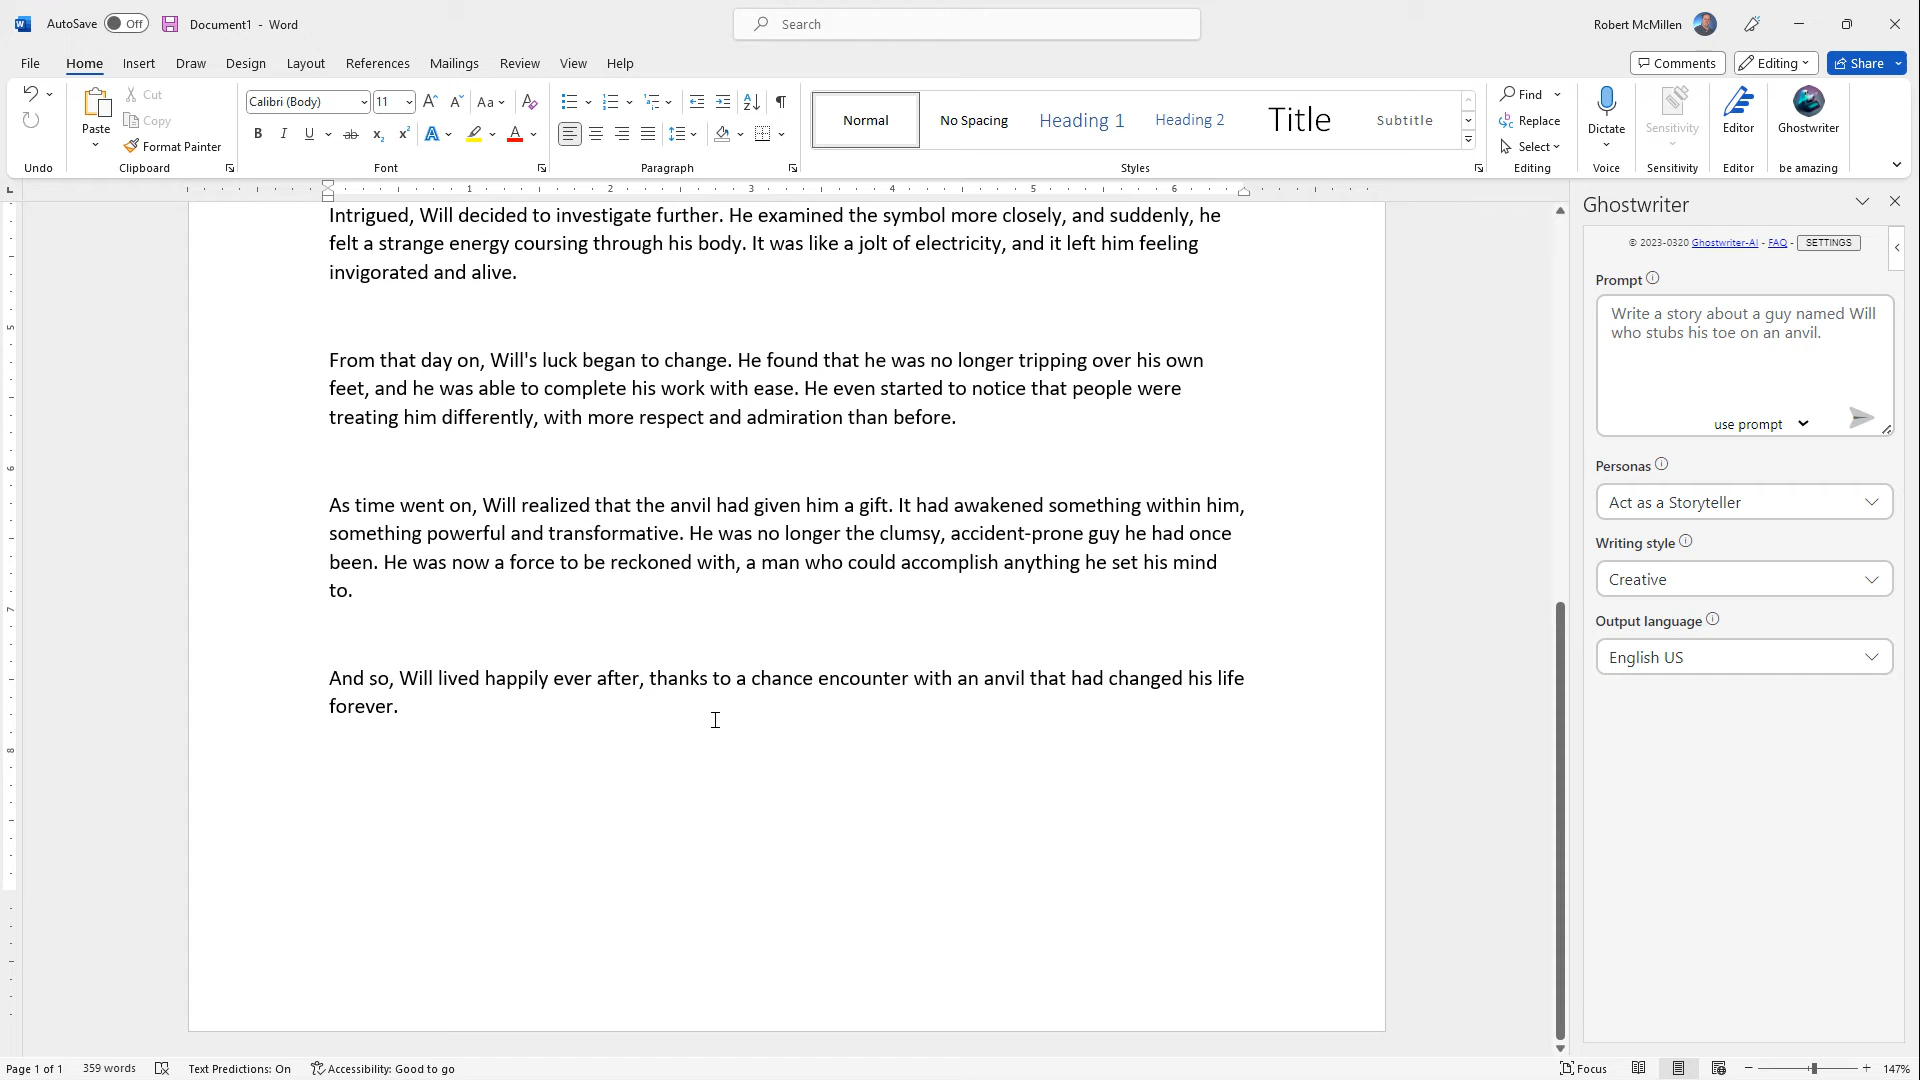 AutoSave Off Document1 - Word Search Robert McMillen
File Home Insert Draw Design Layout References Mailings Review View Help Comments Editing Share
Paste Cut Copy Format Painter
Calibri (Body) 11
Normal No Spacing Heading 1 Heading 2 Title Subtitle
Find Replace Select
Dictate Sensitivity Editor Ghostwriter
Undo Clipboard Font Paragraph Styles Editing Voice Sensitivity Editor be amazing
1 2 3 4 5 6
Intrigued, Will decided to investigate further. He examined the symbol more closely, and suddenly, he
felt a strange energy coursing through his body. It was like a jolt of electricity, and it left him feeling
invigorated and alive.
From that day on, Will's luck began to change. He found that he was no longer tripping over his own
feet, and he was able to complete his work with ease. He even started to notice that people were
treating him differently, with more respect and admiration than before.
As time went on, Will realized that the anvil had given him a gift. It had awakened something within him,
something powerful and transformative. He was no longer the clumsy, accident-prone guy he had once
been. He was now a force to be reckoned with, a man who could accomplish anything he set his mind
to.
And so, Will lived happily ever after, thanks to a chance encounter with an anvil that had changed his life
forever.
Ghostwriter
© 2023-0320 Ghostwriter-AI - FAQ - SETTINGS
Prompt
Write a story about a guy named Will
who stubs his toe on an anvil.
use prompt
Personas
Act as a Storyteller
Writing style
Creative
Output language
English US
5
6
7
8
Page 1 of 1 359 words Text Predictions: On Accessibility: Good to go Focus 147%